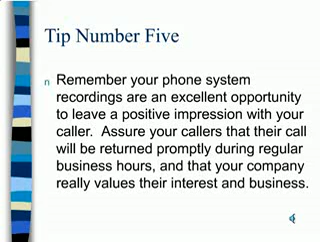 Tip Number Five
n Remember your phone system
recordings are an excellent opportunity
to leave a positive impression with your
caller. Assure your callers that their call
will be returned promptly during regular
business hours, and that your company
really values their interest and business.